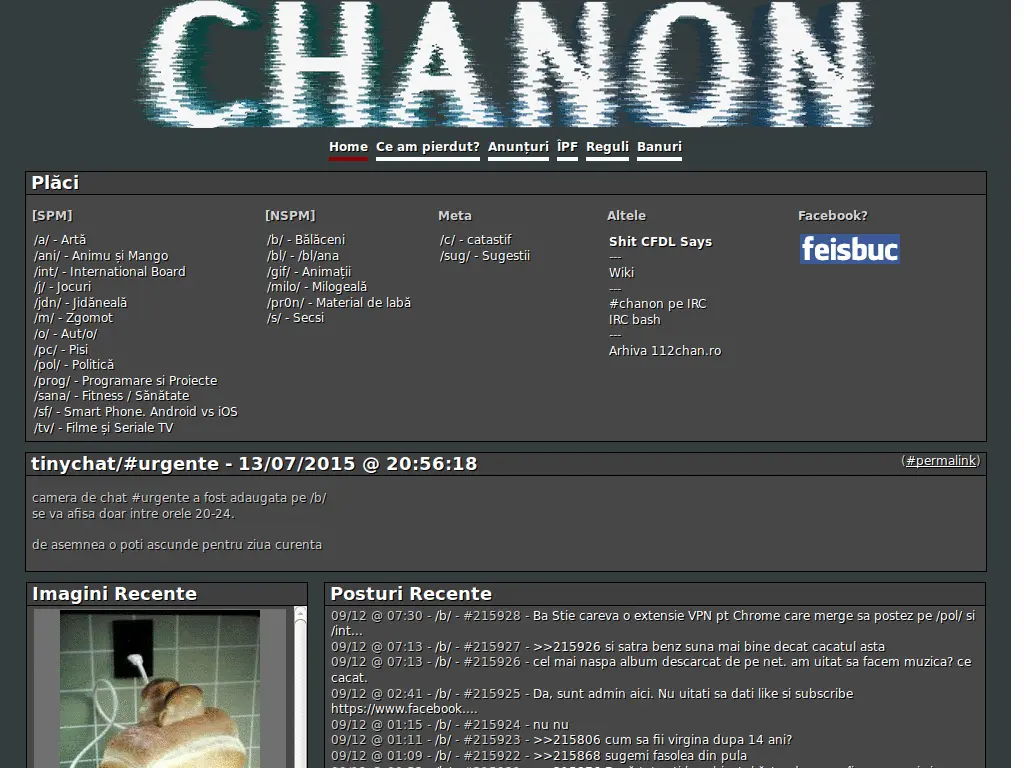 CHANON
Home Ce am pierdut? Anunțuri ÎPF Reguli Banuri
Plăci
[SPM]
/a/ - Artă
/ani/ - Animu și Mango
/int/ - International Board
/j/ - Jocuri
/jdn/ - Jidăneală
/m/ - Zgomot
/o/ - Aut/o/
/pc/ - Pisi
/pol/ - Politică
/prog/ - Programare si Proiecte
/sana/ - Fitness / Sănătate
/sf/ - Smart Phone. Android vs iOS
/tv/ - Filme și Seriale TV
[NSPM]
/b/ - Bălăceni
/bl/ - /bl/ana
/gif/ - Animații
/milo/ - Milogeală
/pr0n/ - Material de labă
/s/ - Secsi
Meta
/c/ - catastif
/sug/ - Sugestii
Altele
Shit CFDL Says
---
Wiki
---
#chanon pe IRC
IRC bash
---
Arhiva 112chan.ro
Facebook?
feisbuc
tinychat/#urgente - 13/07/2015 @ 20:56:18
(#permalink)
camera de chat #urgente a fost adaugata pe /b/
se va afisa doar intre orele 20-24.
de asemnea o poti ascunde pentru ziua curenta
Imagini Recente
Posturi Recente
09/12 @ 07:30 - /b/ - #215928 - Ba Stie careva o extensie VPN pt Chrome care merge sa postez pe /pol/ si
/int...
09/12 @ 07:13 - /b/ - #215927 - >>215926 si satra benz suna mai bine decat cacatul asta
09/12 @ 07:13 - /b/ - #215926 - cel mai naspa album descarcat de pe net. am uitat sa facem muzica? ce
cacat.
09/12 @ 02:41 - /b/ - #215925 - Da, sunt admin aici. Nu uitati sa dati like si subscribe
https://www.facebook....
09/12 @ 01:15 - /b/ - #215924 - nu nu
09/12 @ 01:11 - /b/ - #215923 - >>215806 cum sa fii virgina dupa 14 ani?
09/12 @ 01:09 - /b/ - #215922 - >>215868 sugemi fasolea din pula